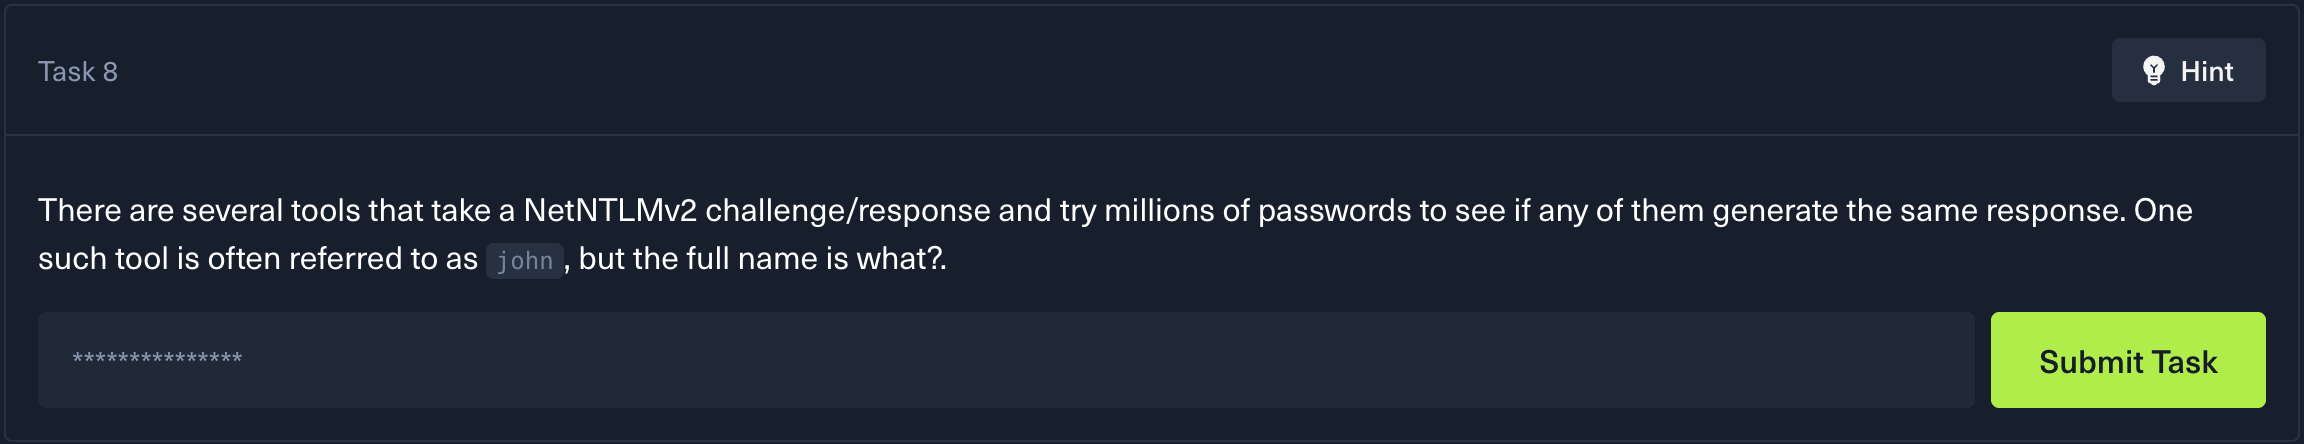 Task 8
Hint
There are several tools that take a NetNTLMv2 challenge/response and try millions of passwords to see if any of them generate the same response. One
such tool is often referred to as john, but the full name is what?.
***************
Submit Task